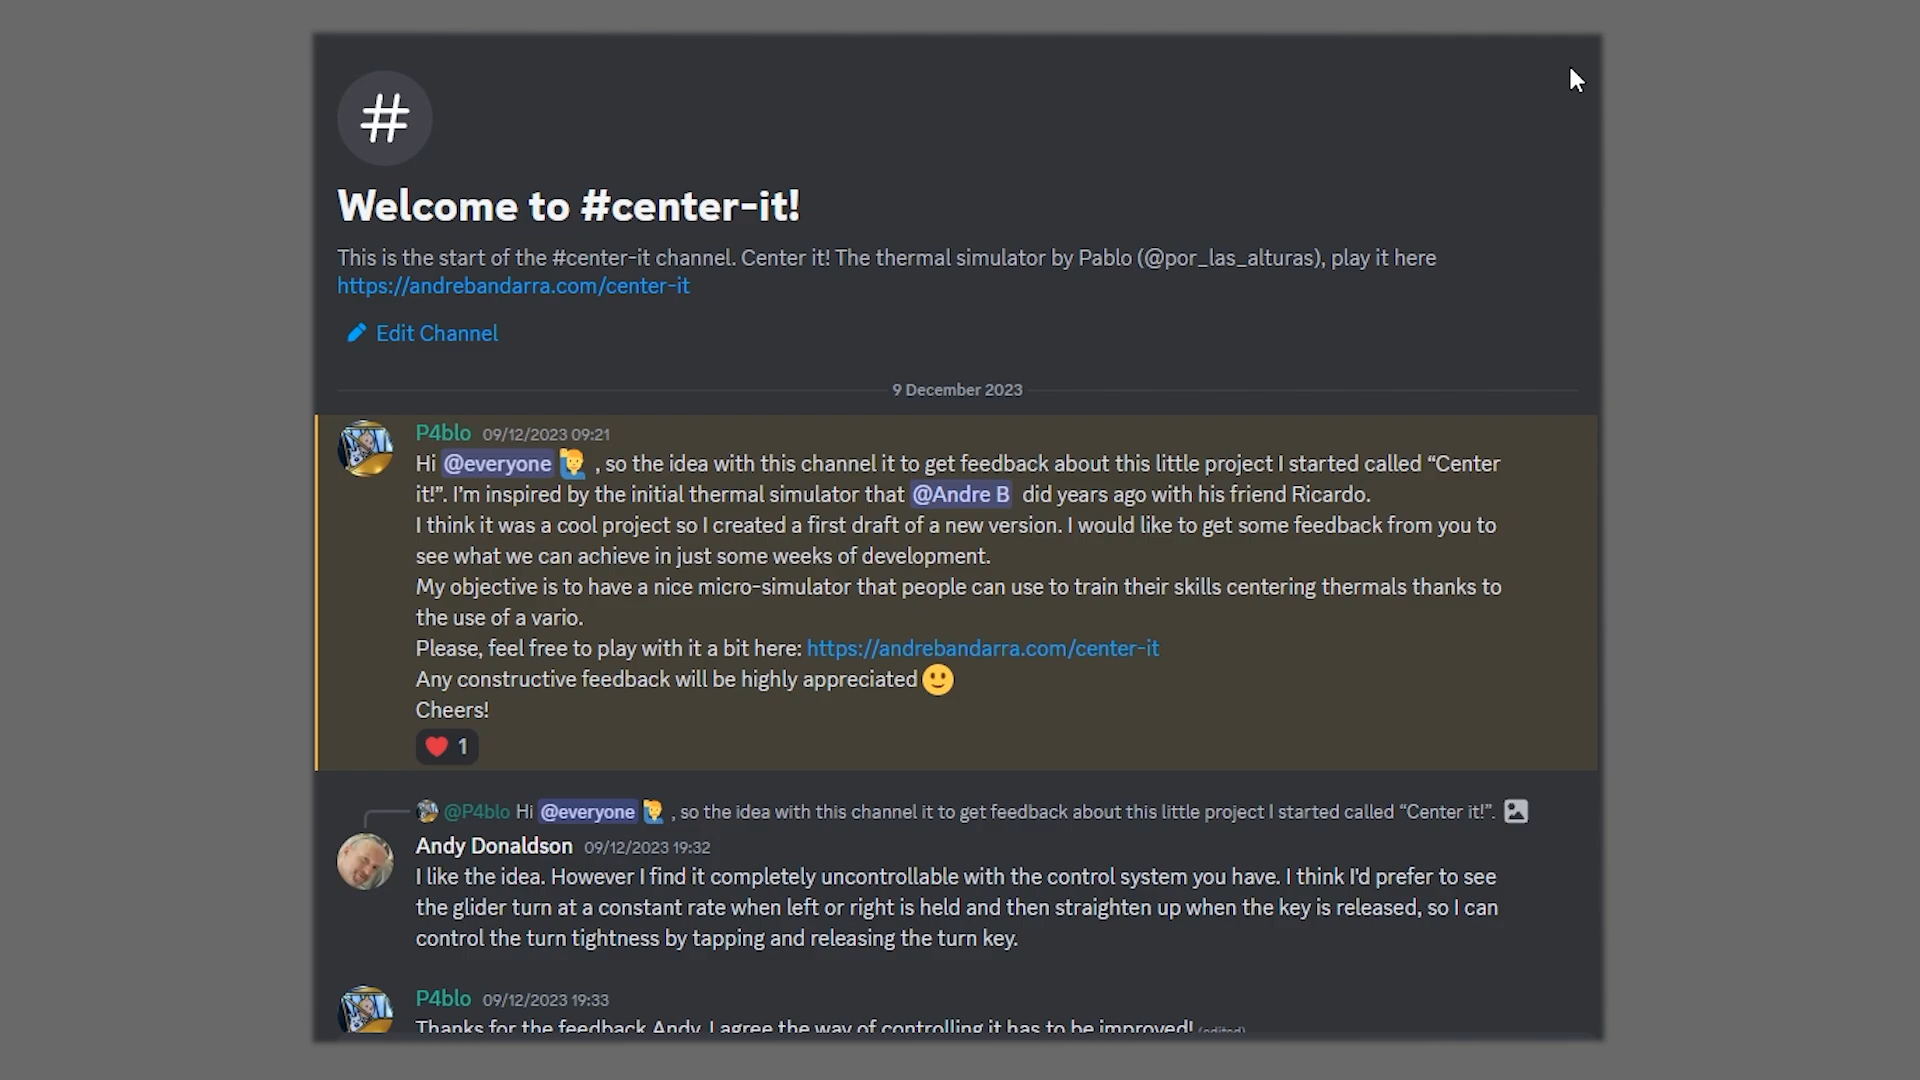 #
Welcome to #center-it!
This is the start of the #center-it channel. Center it! The thermal simulator by Pablo (@por_las_alturas), play it here
https://andrebandarra.com/center-it
Edit Channel
9 December 2023
P4blo 09/12/2023 09:21
Hi @everyone 🙋‍♂️ , so the idea with this channel it to get feedback about this little project I started called “Center
it!”. I’m inspired by the initial thermal simulator that @Andre B did years ago with his friend Ricardo.
I think it was a cool project so I created a first draft of a new version. I would like to get some feedback from you to
see what we can achieve in just some weeks of development.
My objective is to have a nice micro-simulator that people can use to train their skills centering thermals thanks to
the use of a vario.
Please, feel free to play with it a bit here: https://andrebandarra.com/center-it
Any constructive feedback will be highly appreciated 🙂
Cheers!
❤️ 1
@P4blo Hi @everyone 🙋‍♂️ , so the idea with this channel it to get feedback about this little project I started called “Center it!”.
Andy Donaldson 09/12/2023 19:32
I like the idea. However I find it completely uncontrollable with the control system you have. I think I'd prefer to see
the glider turn at a constant rate when left or right is held and then straighten up when the key is released, so I can
control the turn tightness by tapping and releasing the turn key.
P4blo 09/12/2023 19:33
Thanks for the feedback Andy. I agree the way of controlling it has to be improved! (edited)